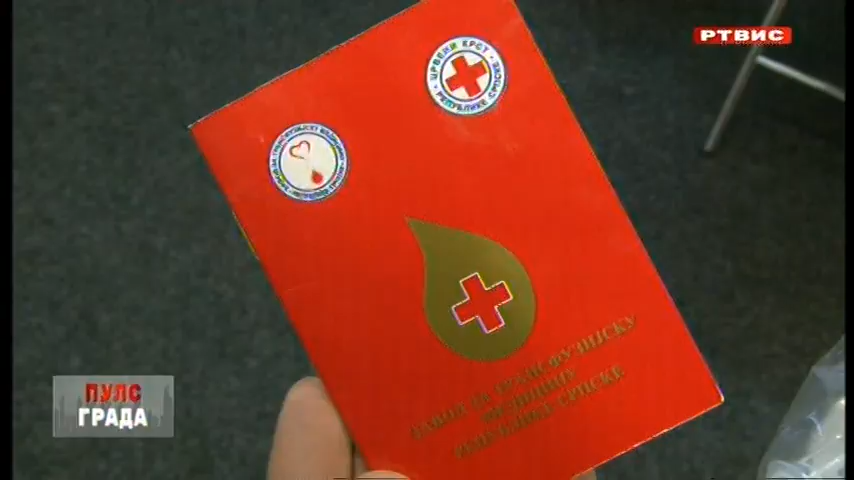 РТВИС
ЦРВЕНИ КРСТ
РЕПУБЛИКЕ СРПСКЕ
ЗАВОД ЗА ТРАНСФУЗИЈСКУ
МЕДИЦИНУ
РЕПУБЛИКЕ СРПСКЕ
ПУЛС
ГРАДА